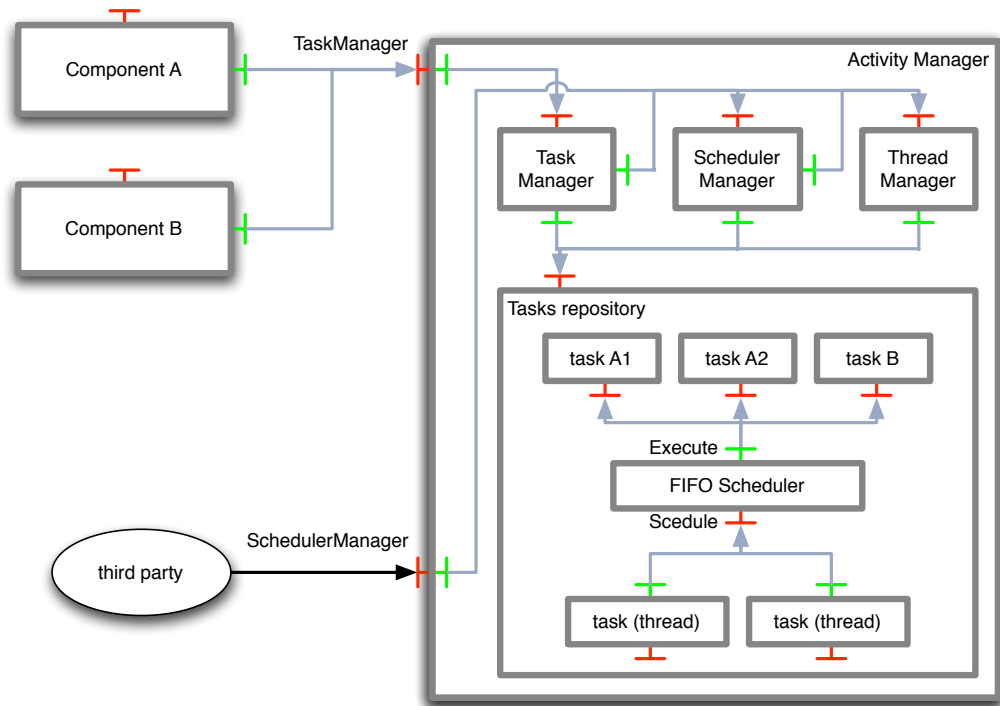 TaskManager
Component A
Activity Manager
Task
Manager
Scheduler
Manager
Thread
Manager
Component B
Tasks repository
task A1
task A2
task B
Execute
FIFO Scheduler
Scedule
SchedulerManager
third party
task (thread)
task (thread)